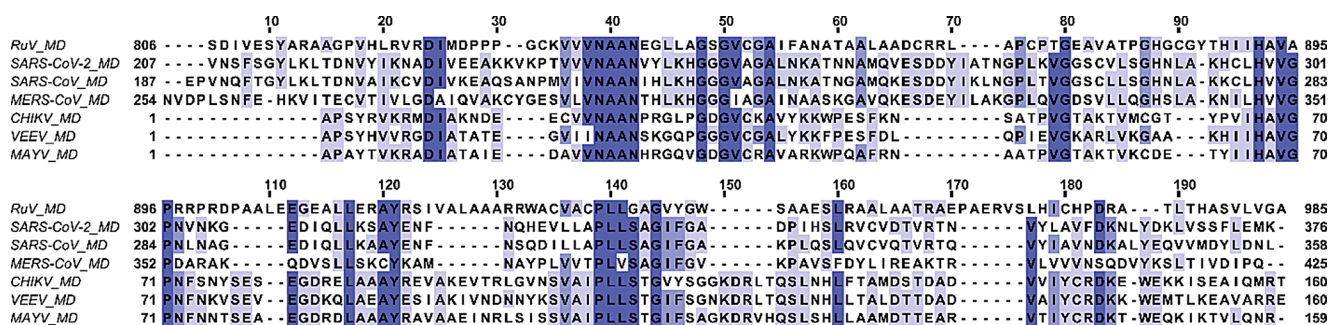 10 20 30 40 50 60 70 80 90
RuV_MD 806 ----SDIVESYARAAGPVHLRVRDIMDPPP--GCKVVVNAANEGLLAGSGVCGAIFANATAALAADCRRL----APCPTGEAVATPGHGCGYTHIIHAVA 895
SARS-CoV-2_MD 207 ----VNSFSGYLKLTDNVYIKNADIVEEAKKVKPTVVVNAANVYLKHGGGVAGALNKATNNAMQVESDDYIATNGPLKVGGSCVLSGHNLA-KHCLHVVG 301
SARS-CoV_MD 187 --EPVNQFTGYLKLTDNVAIKCVDIVKEAQSANPMVIVNAANIHLKHGGGVAGALNKATNGAMQKESDDYIKLNGPLTVGGSCLLSGHNLA-KKCLHVVG 283
MERS-CoV_MD 254 NVDPLSNFE-HKVITECVTIVLGDAIQVAKCYGESVLVNAANTHLKHGGGIAGAINAASKGAVQKESDEYILAKGPLQVGDSVLLQGHSLA-KNILHVVG 351
CHIKV_MD 1 --------------APSYRVKRMDIAKNDE----ECVVNAANPRGLPGDGVCKAVYKKWPESFKN---------SATPVGTAKTVMCGT---YPVIHAVG 70
VEEV_MD 1 --------------APSYHVVRGDIATATE----GVIINAANSKGQPGGGVCGALYKKFPESFDL---------QPIEVGKARLVKGAA---KHIIHAVG 70
MAYV_MD 1 --------------APAYTVKRADIATAIE----DAVVNAANHRGQVGDGVCRAVARKWPQAFRN---------AATPVGTAKTVKCDE---TYIIHAVG 70
110 120 130 140 150 160 170 180 190
RuV_MD 896 PRRPRDPAALEEGEALLERAYRSIVALAAARRWACVACPLLGAGVYGW-----SAAESLRAALAATRAEPAERVSLHICHPDRA---TLTHASVLVGA 985
SARS-CoV-2_MD 302 PNVNKG-----EDIQLLKSAYENF---NQHEVLLAPLLSAGIFGA-----DPIHSLRVCVDTVRTQ------VYLAVFDKNLYDKLVSSFLEMK- 376
SARS-CoV_MD 284 PNLNAG-----EDIQLLKAAYENF---NSQDILLAPLLSAGIFGA-----KPLQSLQVCVQTVRTQ------VYIAVNDKALYEQVVMDYLDNL- 358
MERS-CoV_MD 352 PDARAK-----QDVSLLSKCYKAM---NAYPLVVTPLVSAGIFGV-----KPAVSFDYLIREAKTR------VLVVVNSQDVYKSLTIVDIPQ-- 425
CHIKV_MD 71 PNFSNYSES--EGDRELAAAYREVAKEVTRLGVNSVAIPLLSTGVYSGGKDRLTQSLNHLFTAMDSTDAD------VVIYCRDKE-WEKKISEAIQMRT 160
VEEV_MD 71 PNFNKVSEV--EGDKQLAEAYESIAKIVNDNNYKSVAIPLLSTGIFSGNKDRLTQSLNHLLTALDTTDAD------VAIYCRDKK-WEMTLKEAVARRE 160
MAYV_MD 71 PNFNNTSEA--EGDRDLAAAYRAVAAEINRLSISSVAIPLLSTGIFSAGKDRVHQSLSHLLAAMDTTEAR------VTIYCRDKT-WEQKIKTVLQNR- 159